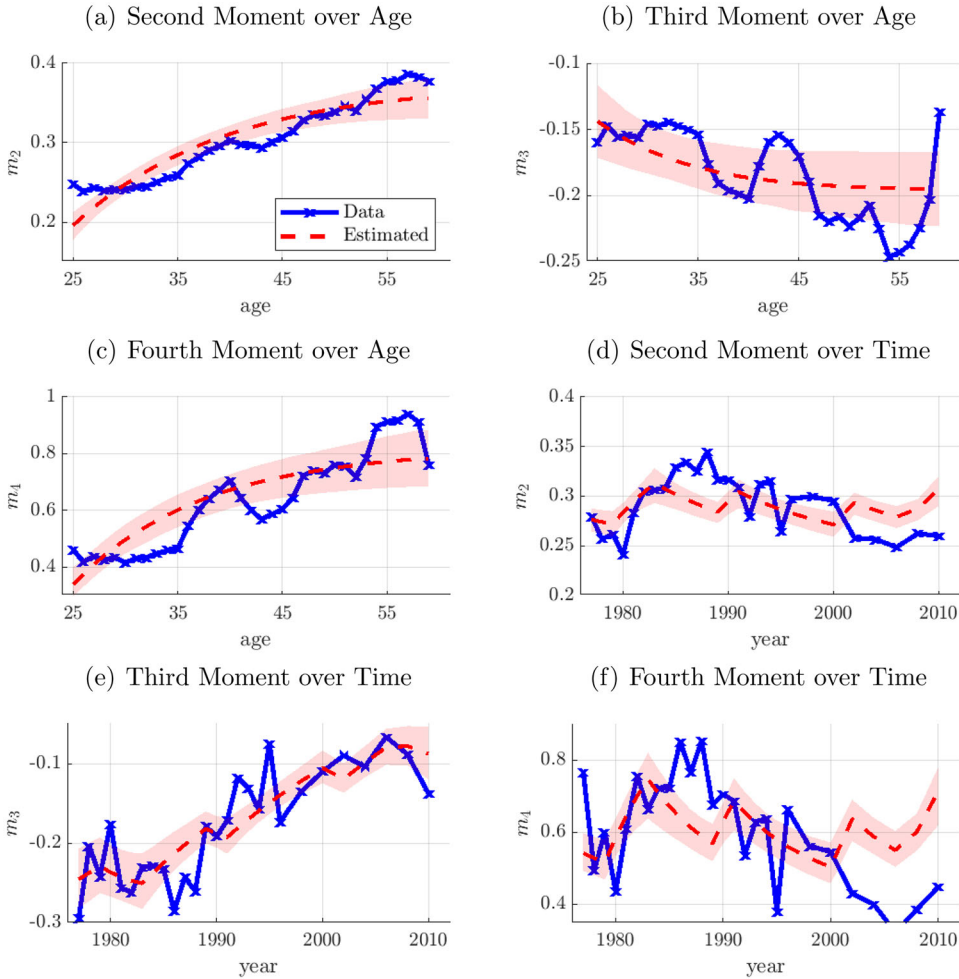 (a) Second Moment over Age
0.4
0.3
0.2
m2
25 35 45 55
age
Data
Estimated
(b) Third Moment over Age
-0.1
-0.15
-0.2
-0.25
m3
25 35 45 55
age
(c) Fourth Moment over Age
1
0.8
0.6
0.4
m4
25 35 45 55
age
(d) Second Moment over Time
0.4
0.35
0.3
0.25
0.2
m2
1980 1990 2000 2010
year
(e) Third Moment over Time
-0.1
-0.2
-0.3
m3
1980 1990 2000 2010
year
(f) Fourth Moment over Time
0.8
0.6
0.4
m4
1980 1990 2000 2010
year